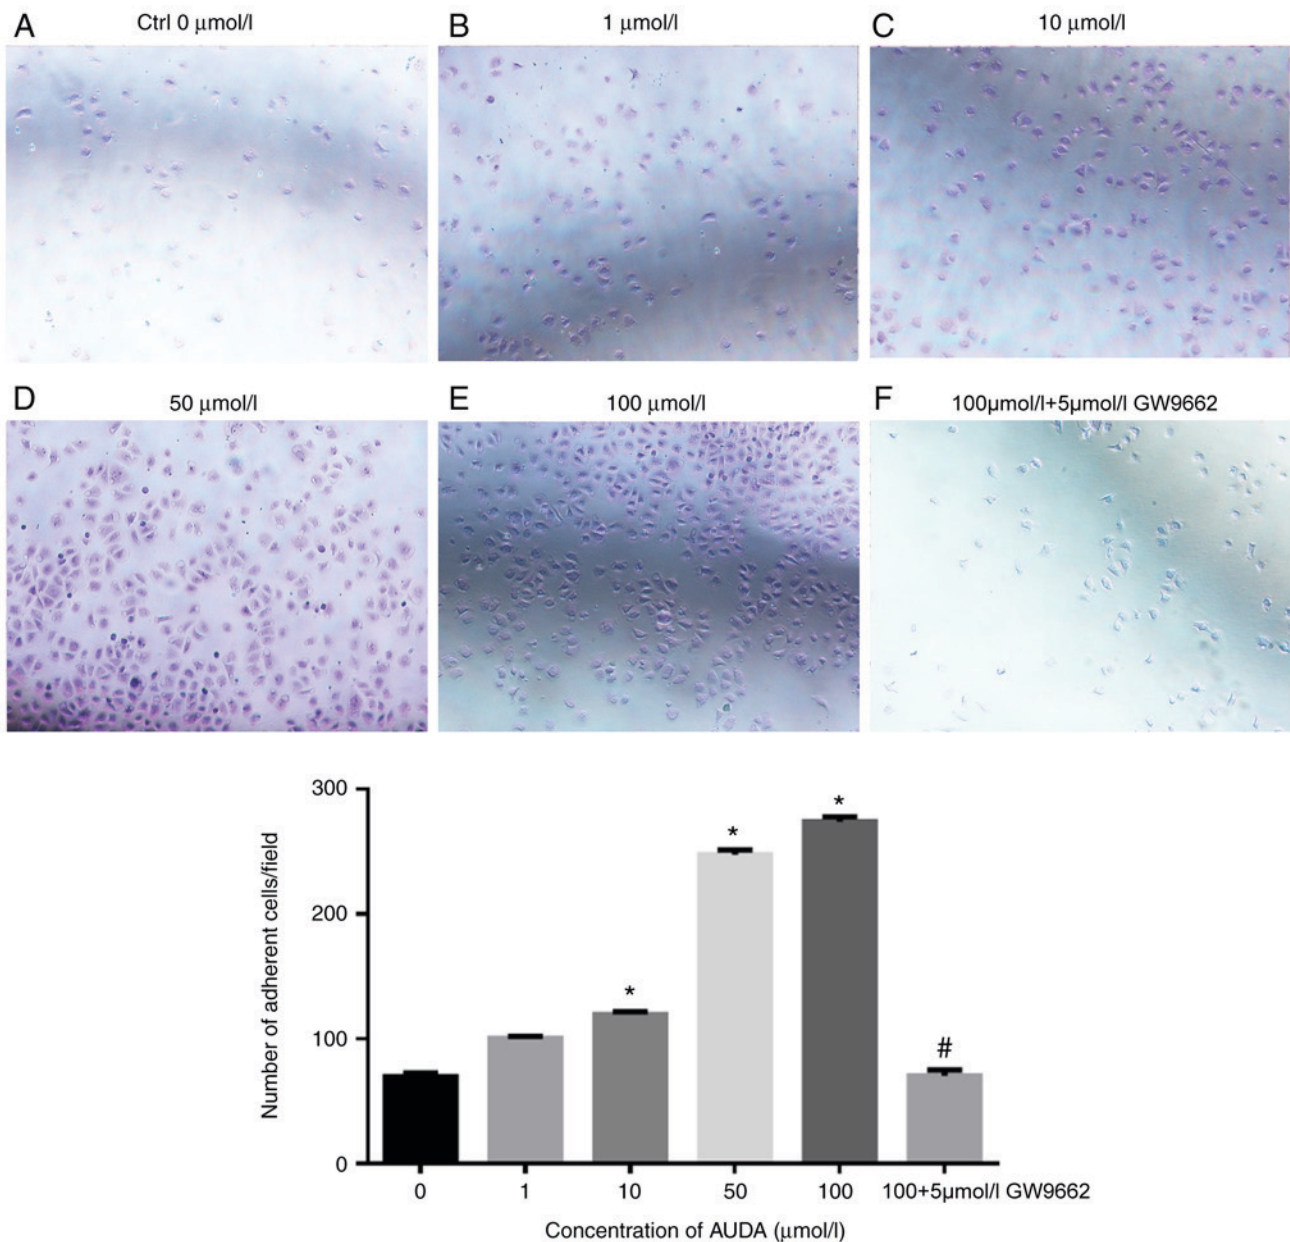 A Ctrl 0 μmol/l
B 1 μmol/l
C 10 μmol/l
D 50 μmol/l
E 100 μmol/l
F 100μmol/l+5μmol/l GW9662
Number of adherent cells/field
300
200
100
0
*
*
*
#
0 1 10 50 100 100+5μmol/l GW9662
Concentration of AUDA (μmol/l)